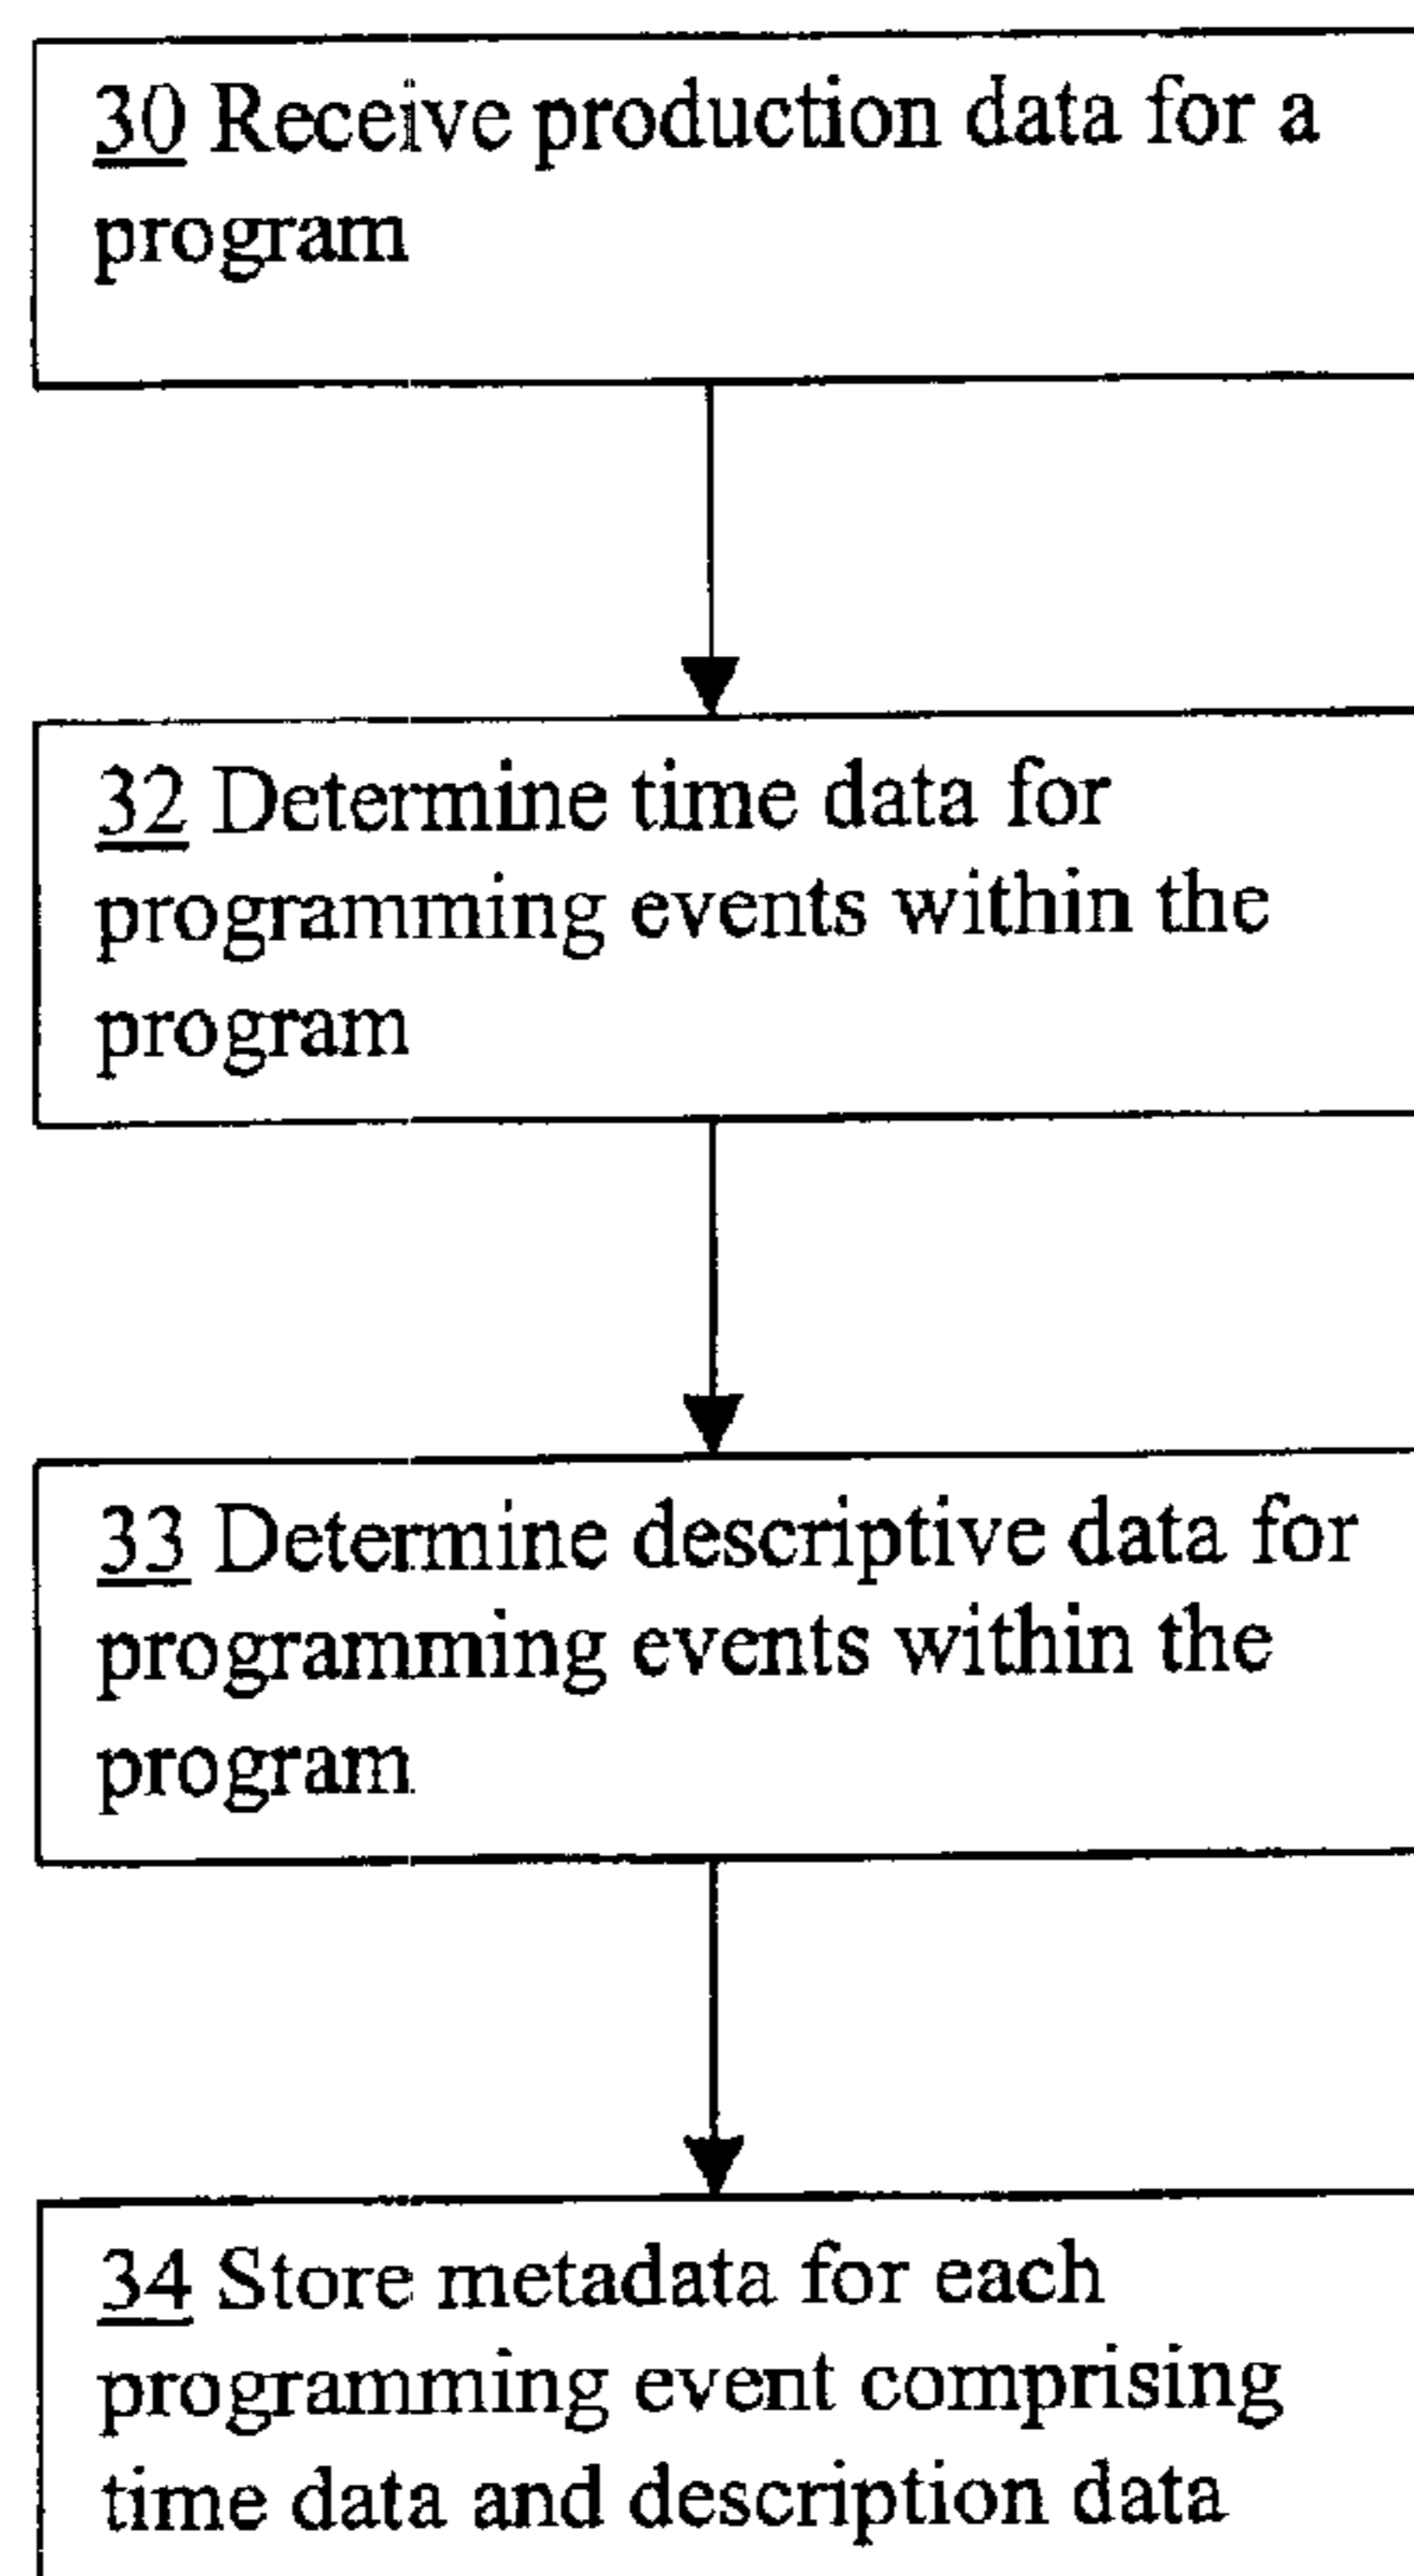 30 Receive production data for a
program
32 Determine time data for
programming events within the
program
33 Determine descriptive data for
programming events within the
program
34 Store metadata for each
programming event comprising
time data and description data